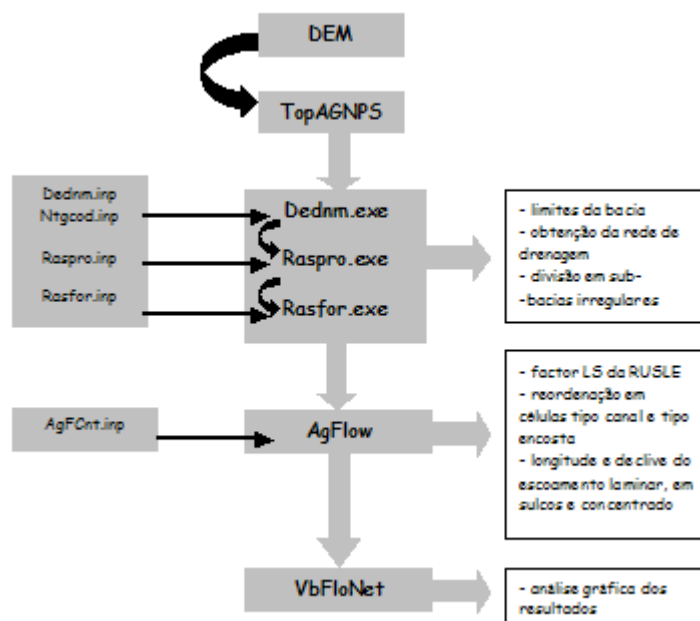 DEM
TopAGNPS
Dednm.inp
Ntgcod.inp
Raspro.inp
Rasfor.inp
Dednm.exe
Raspro.exe
Rasfor.exe
- limites da bacia
- obtenção da rede de
drenagem
- divisão em sub-
-bacias irregulares
AgFCnt.inp
AgFlow
- factor LS da RUSLE
- reordenação em
células tipo canal e tipo
encosta
- longitude e declive do
escoamento laminar, em
sulcos e concentrado
VbFloNet
- análise gráfica dos
resultados